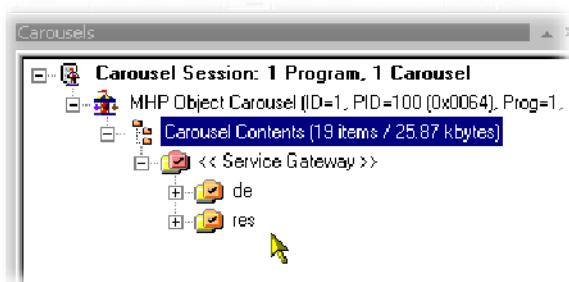 Carousels
Carousel Session: 1 Program, 1 Carousel
MHP Object Carousel (ID=1, PID=100 (0x0064), Prog=1,
Carousel Contents (19 items / 25.87 kbytes)
<< Service Gateway >>
de
res